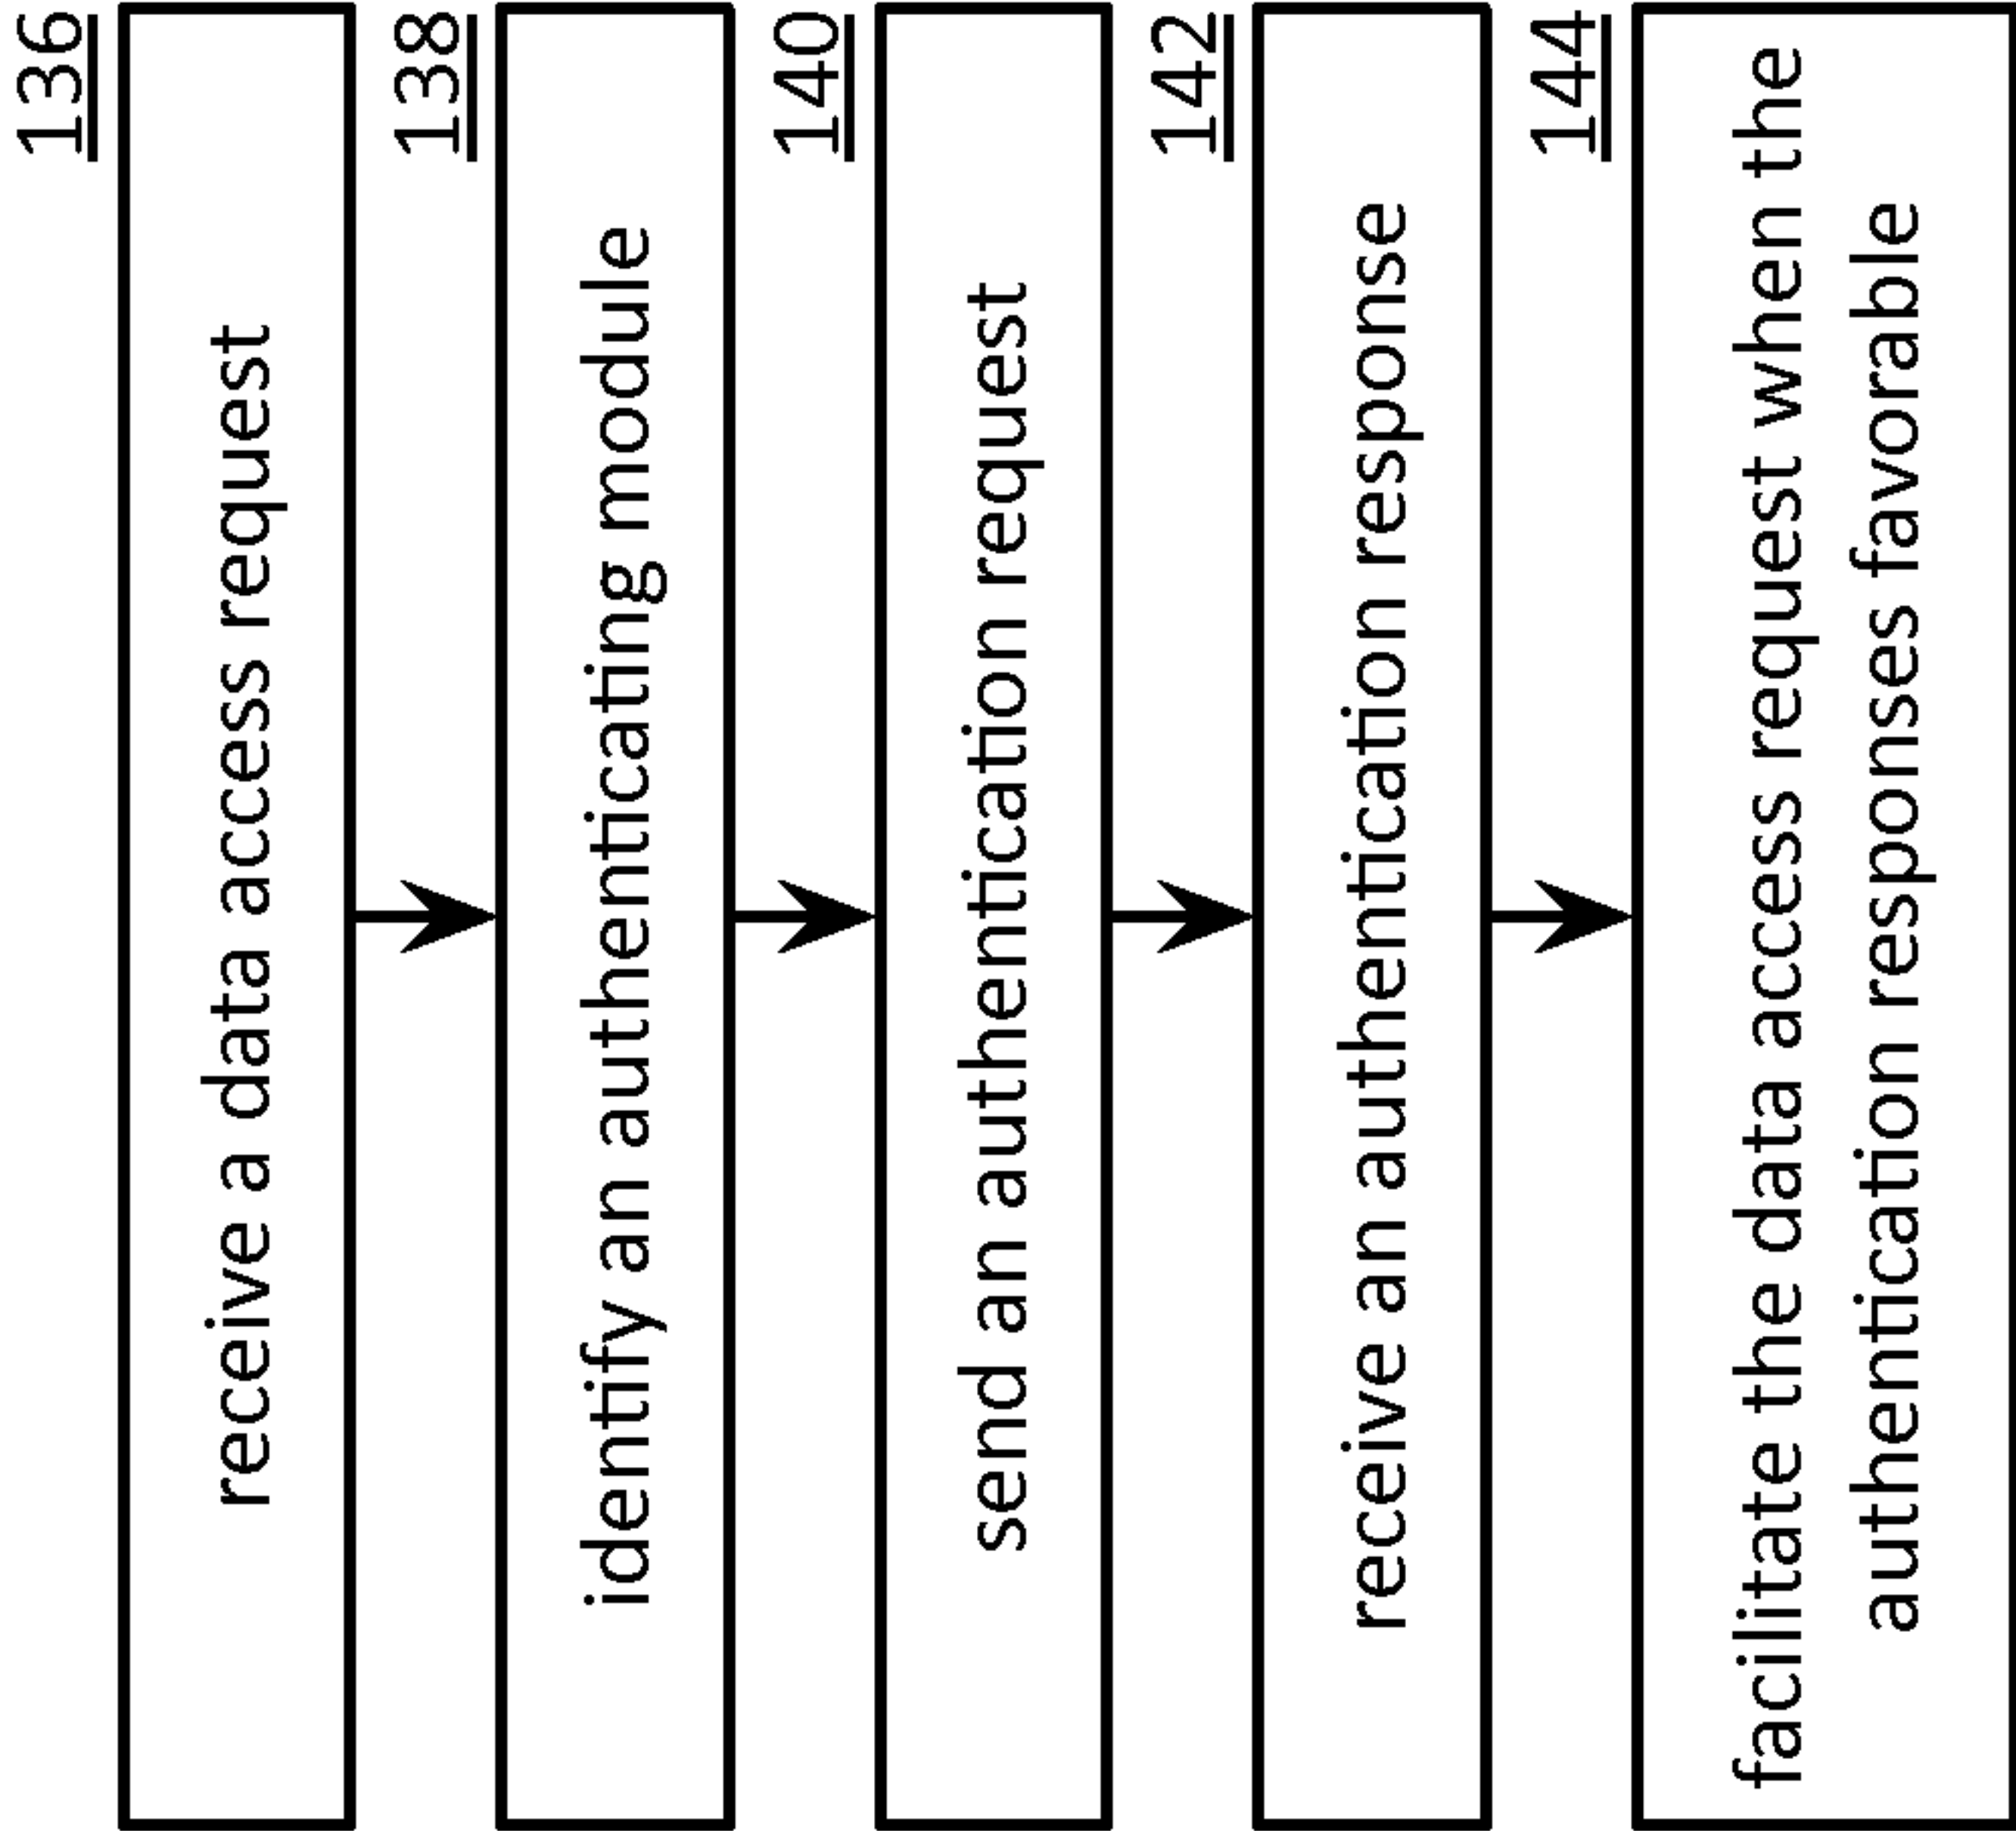 136
receive a data access request
138
identify an authenticating module
140
send an authentication request
142
receive an authentication response
144
facilitate the data access request when the
authentication responses favorable